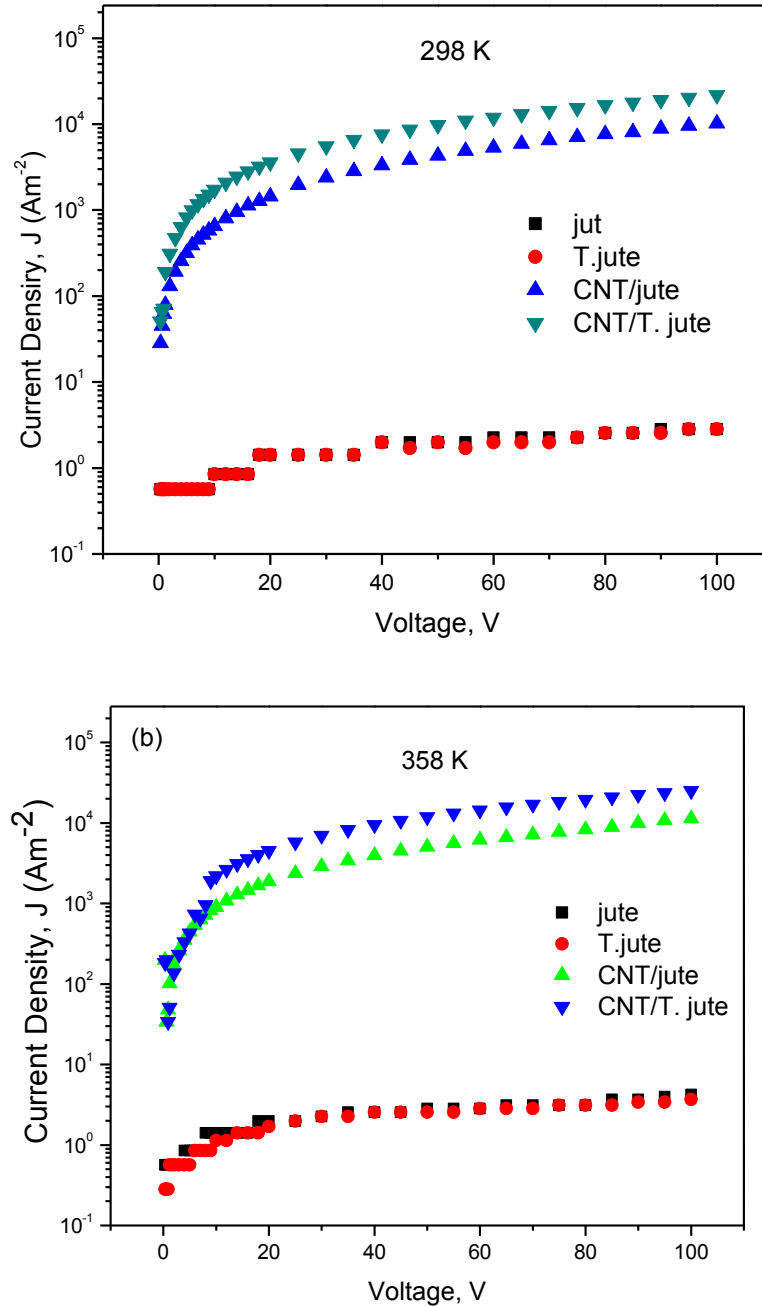 298 K
10^5
10^4
10^3
10^2
10^1
10^0
10^-1
Current Densiry, J (Am^-2)
jut
T.jute
CNT/jute
CNT/T. jute
0 20 40 60 80 100
Voltage, V
(b)
358 K
10^5
10^4
10^3
10^2
10^1
10^0
10^-1
Current Density, J (Am^-2)
jute
T.jute
CNT/jute
CNT/T. jute
0 20 40 60 80 100
Voltage, V